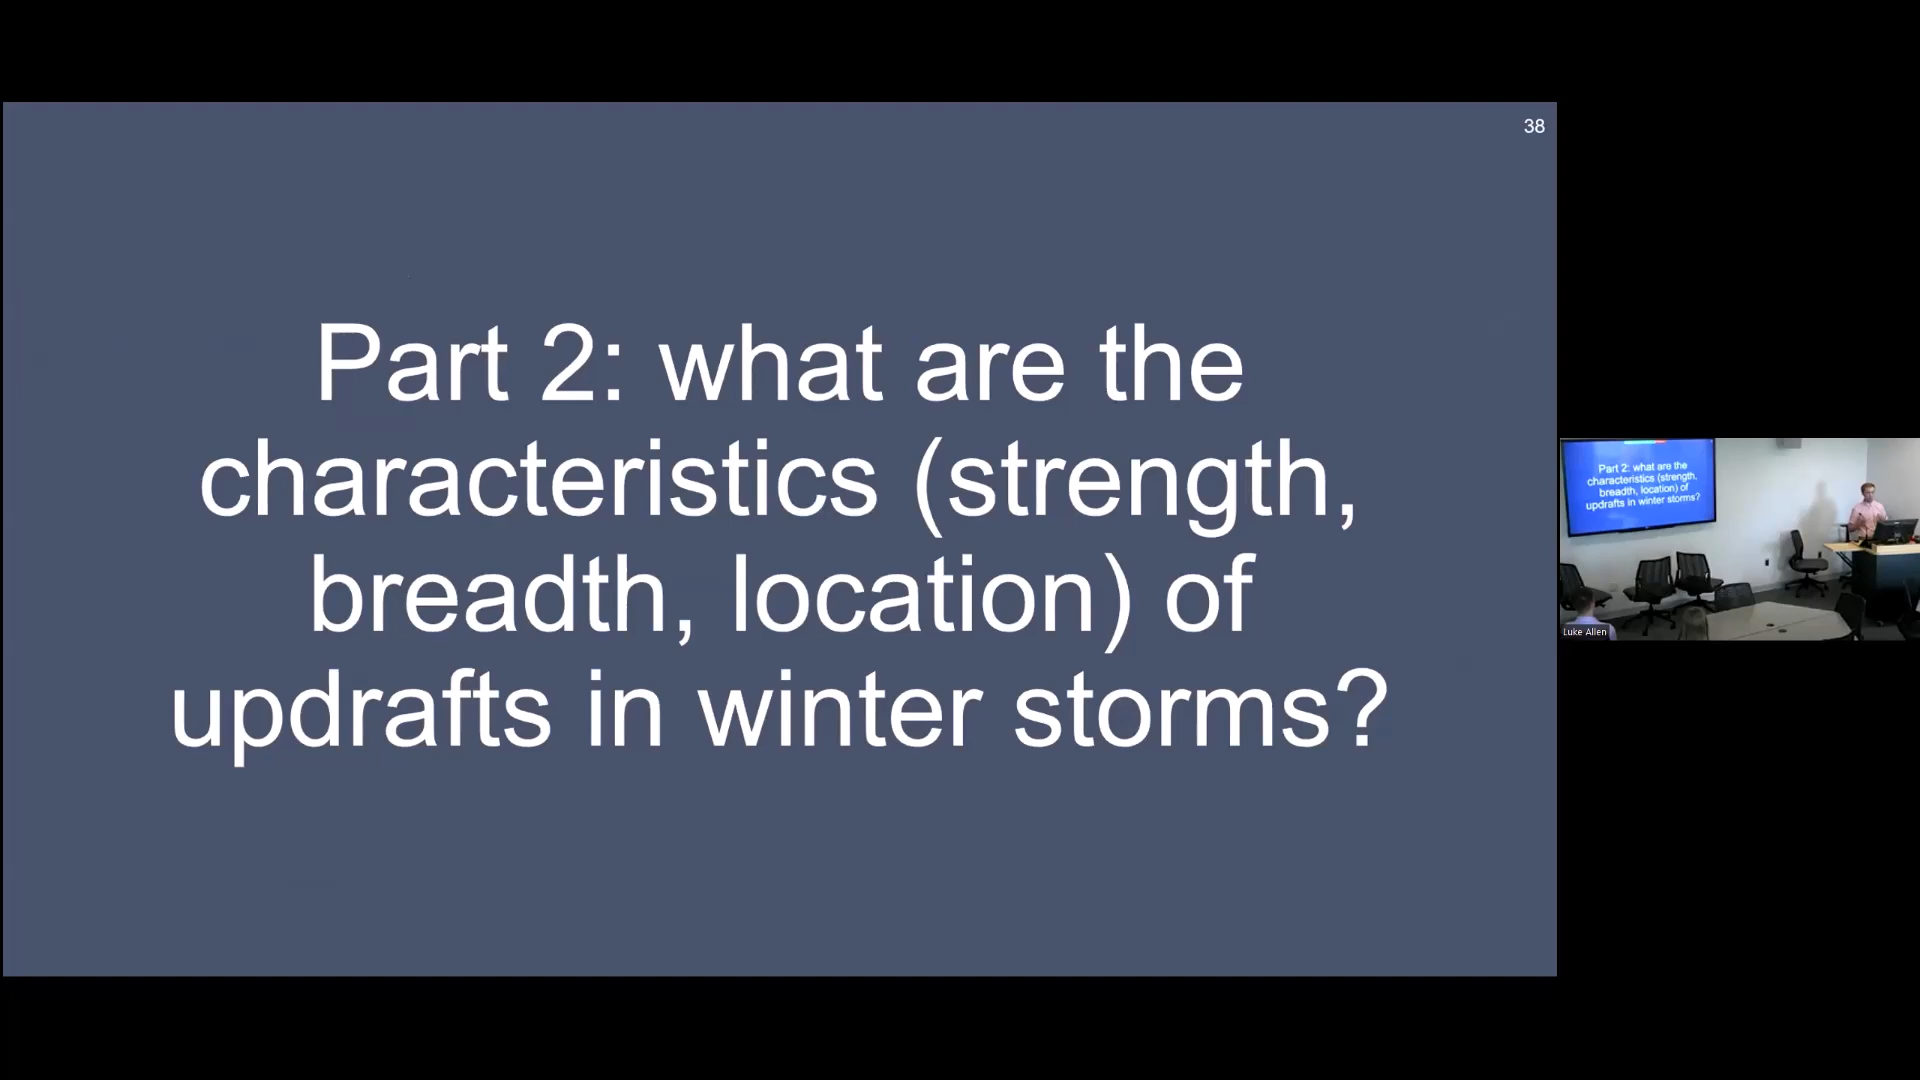 38
Part 2: what are the
characteristics (strength,
breadth, location) of
updrafts in winter storms?
Part 2: what are the
characteristics (strength,
breadth, location) of
updrafts in winter storms?
Luke Allen